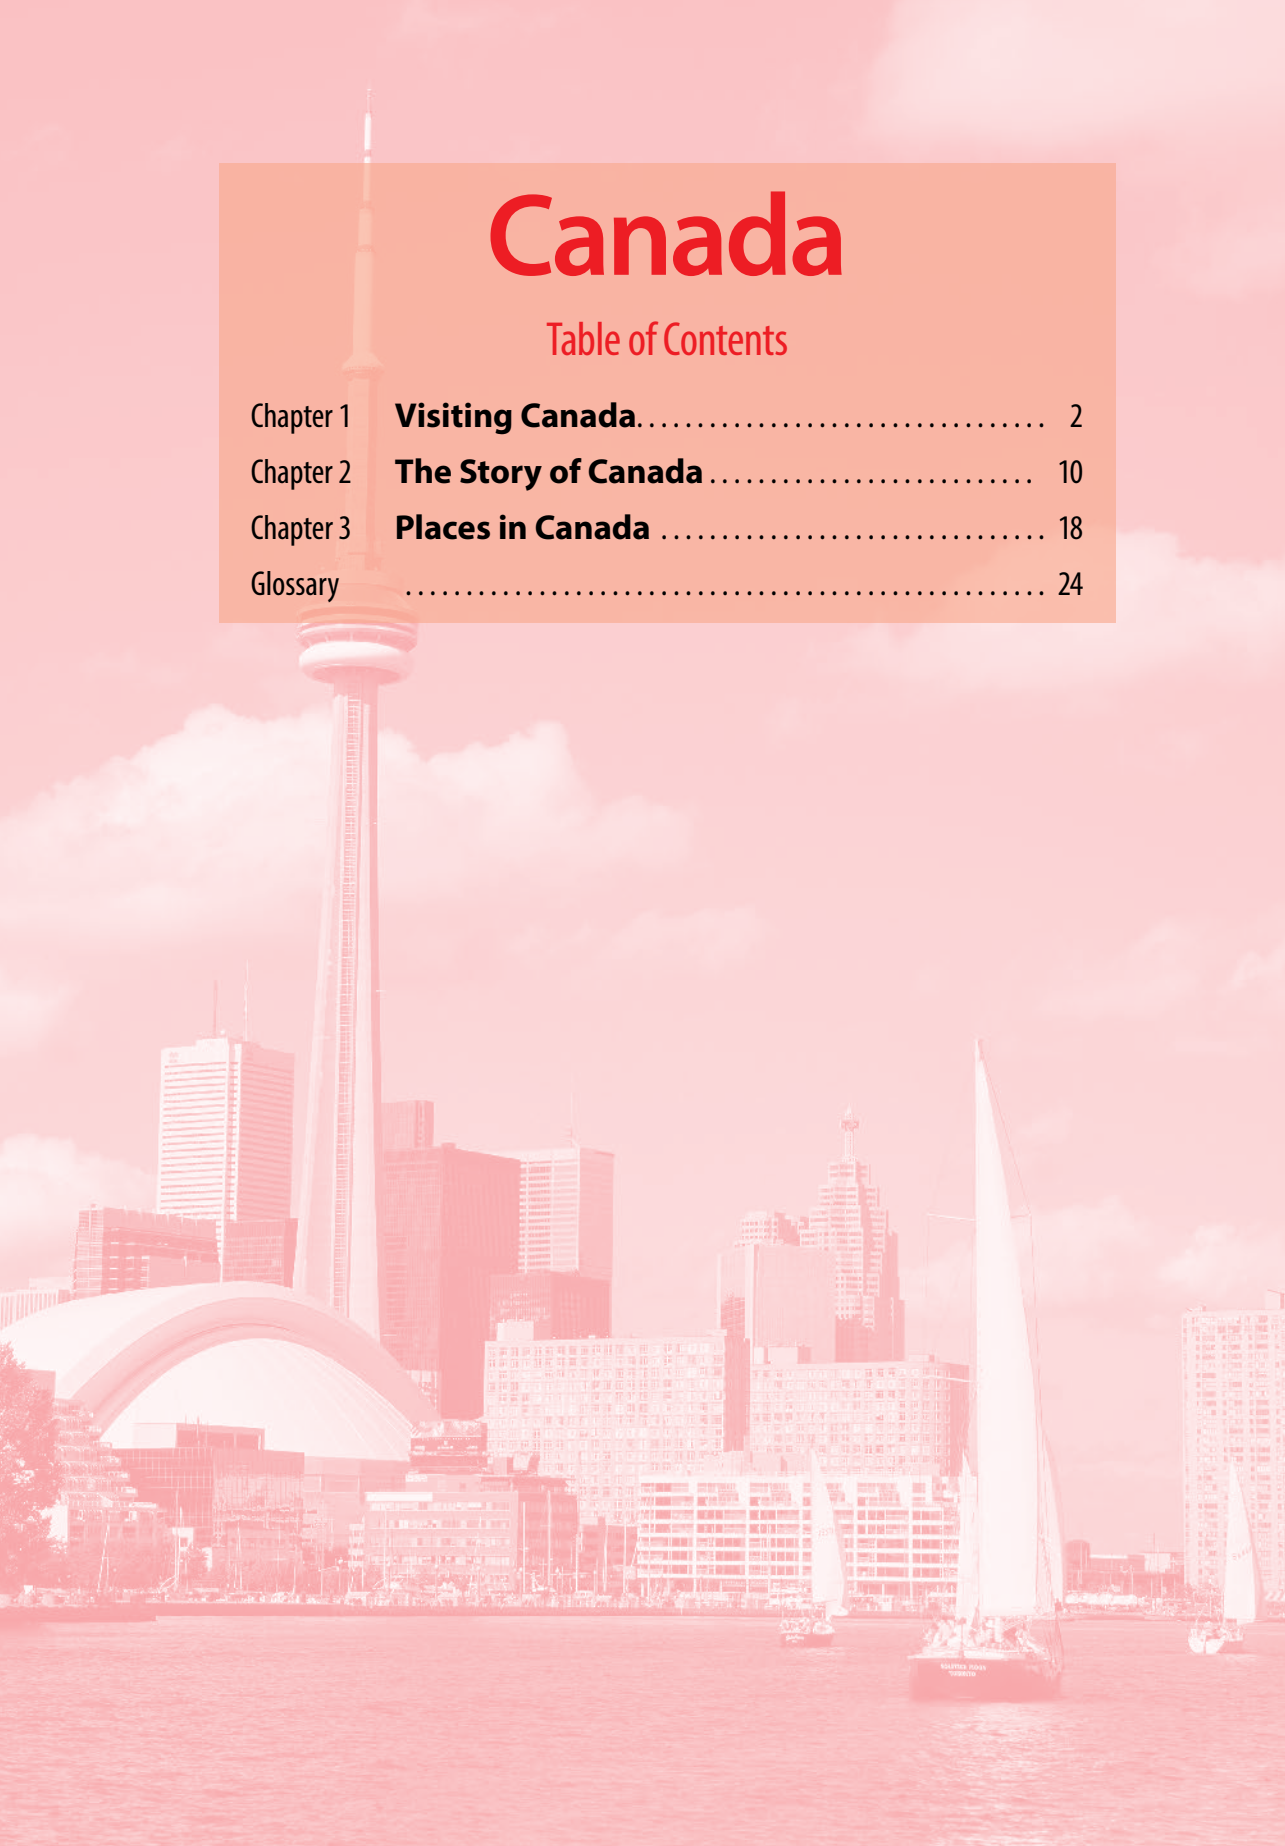 Canada
Table of Contents
Chapter 1 Visiting Canada. . . . . . . . . . . . . . . . . . . . . . . . . . . . . . . . . . 2
Chapter 2 The Story of Canada . . . . . . . . . . . . . . . . . . . . . . . . . . . 10
Chapter 3 Places in Canada . . . . . . . . . . . . . . . . . . . . . . . . . . . . . . . . 18
Glossary . . . . . . . . . . . . . . . . . . . . . . . . . . . . . . . . . . . . . . . . . . . . . . . . . . . . . 24